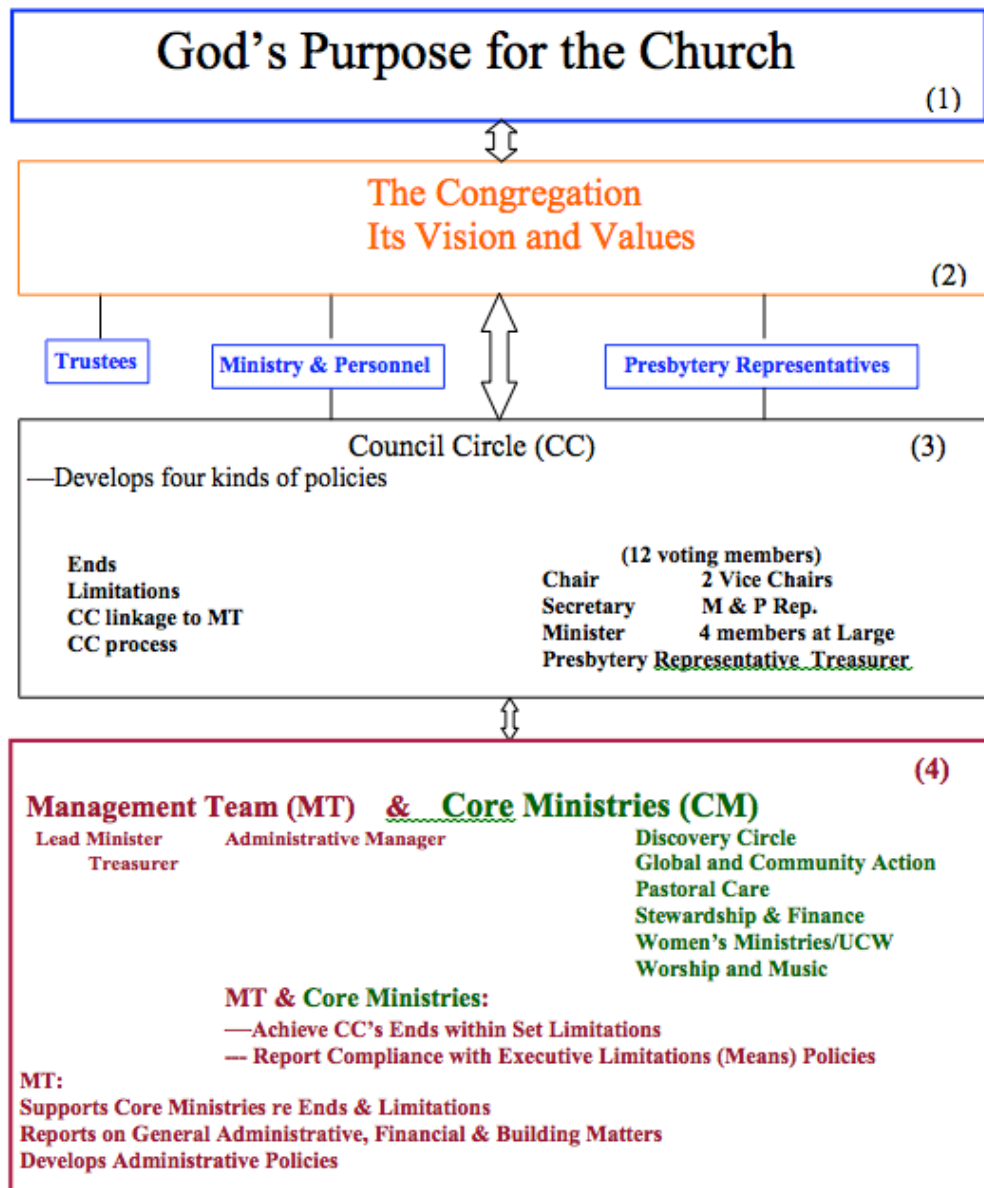 God's Purpose for the Church
(1)
The Congregation
Its Vision and Values
(2)
Trustees
Ministry & Personnel
Presbytery Representatives
Council Circle (CC)
(3)
—Develops four kinds of policies
Ends
Limitations
CC linkage to MT
CC process
(12 voting members)
Chair 2 Vice Chairs
Secretary M & P Rep.
Minister 4 members at Large
Presbytery Representative Treasurer
(4)
Management Team (MT) & Core Ministries (CM)
Lead Minister Administrative Manager
Treasurer
Discovery Circle
Global and Community Action
Pastoral Care
Stewardship & Finance
Women's Ministries/UCW
Worship and Music
MT & Core Ministries:
—Achieve CC's Ends within Set Limitations
--- Report Compliance with Executive Limitations (Means) Policies
MT:
Supports Core Ministries re Ends & Limitations
Reports on General Administrative, Financial & Building Matters
Develops Administrative Policies